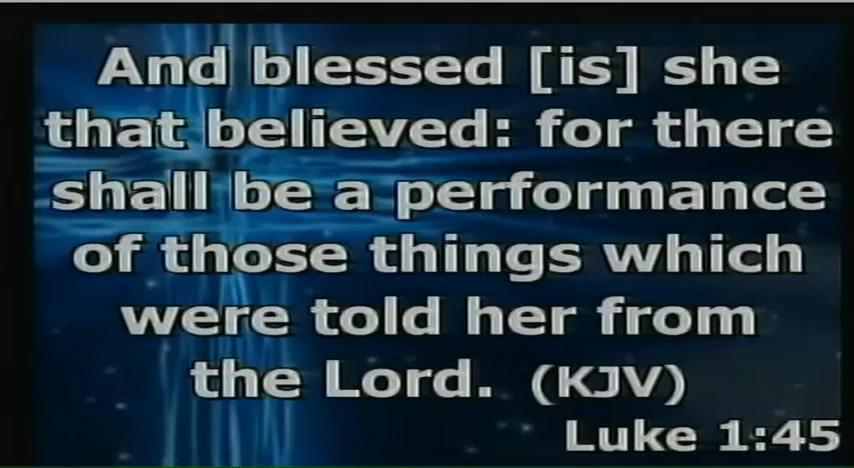 And blessed [is] she
that believed: for there
shall be a performance
of those things which
were told her from
the Lord. (KJV)
Luke 1:45